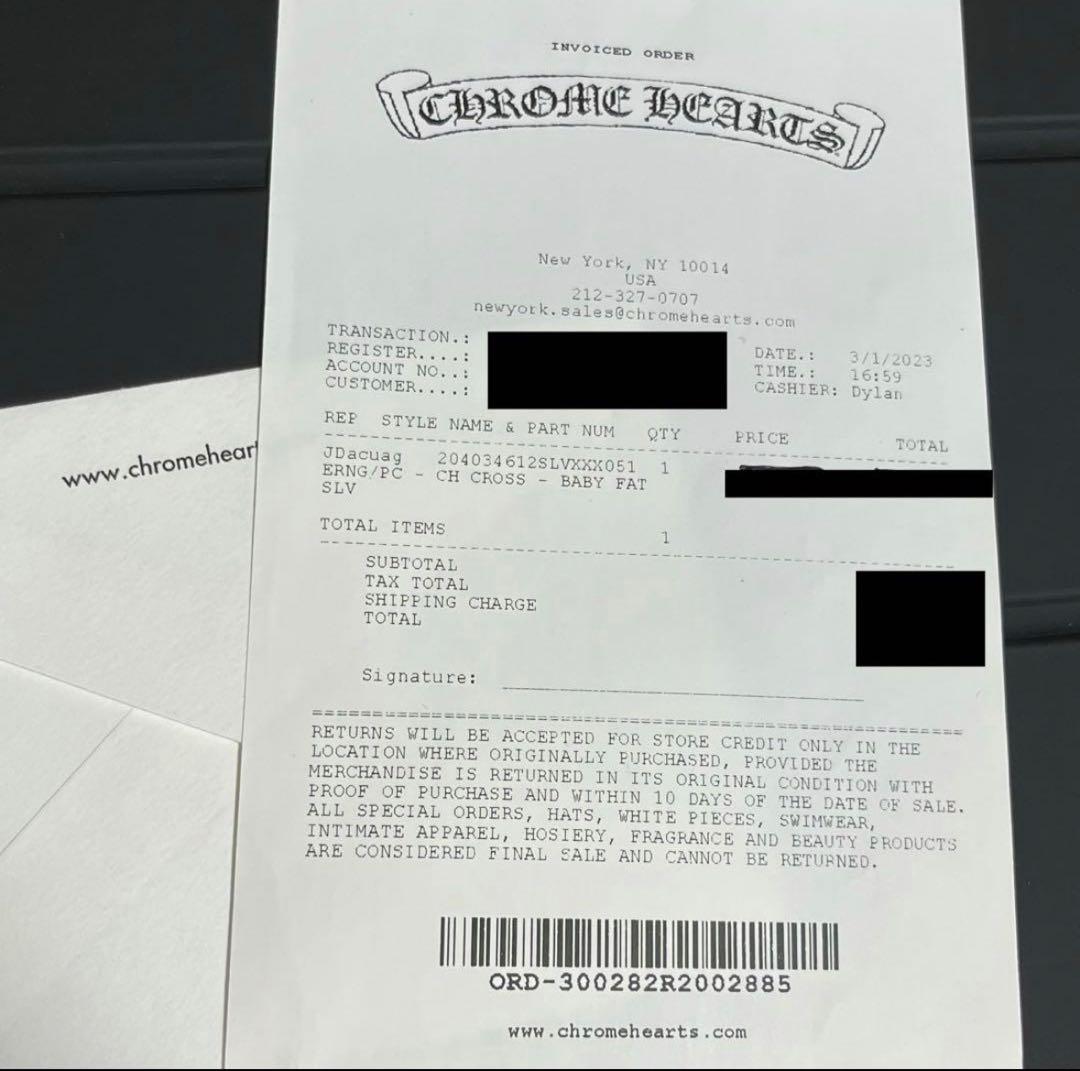 INVOICED ORDER
CHROME HEARTS
New York, NY 10014
USA
212-327-0707
newyork.sales@chromehearts.com
TRANSACTION.:
REGISTER....:
ACCOUNT NO..:
CUSTOMER....:
DATE.: 3/1/2023
TIME.: 16:59
CASHIER: Dylan
REP STYLE NAME & PART NUM QTY PRICE TOTAL
JDacuag 204034612SLVXXX051 1
ERNG/PC - CH CROSS - BABY FAT
SLV
TOTAL ITEMS 1
SUBTOTAL
TAX TOTAL
SHIPPING CHARGE
TOTAL
Signature:
RETURNS WILL BE ACCEPTED FOR STORE CREDIT ONLY IN THE
LOCATION WHERE ORIGINALLY PURCHASED, PROVIDED THE
MERCHANDISE IS RETURNED IN ITS ORIGINAL CONDITION WITH
PROOF OF PURCHASE AND WITHIN 10 DAYS OF THE DATE OF SALE.
ALL SPECIAL ORDERS, HATS, WHITE PIECES, SWIMWEAR,
INTIMATE APPAREL, HOSIERY, FRAGRANCE AND BEAUTY PRODUCTS
ARE CONSIDERED FINAL SALE AND CANNOT BE RETURNED.
ORD-300282R2002885
www.chromehearts.com
www.chromehear